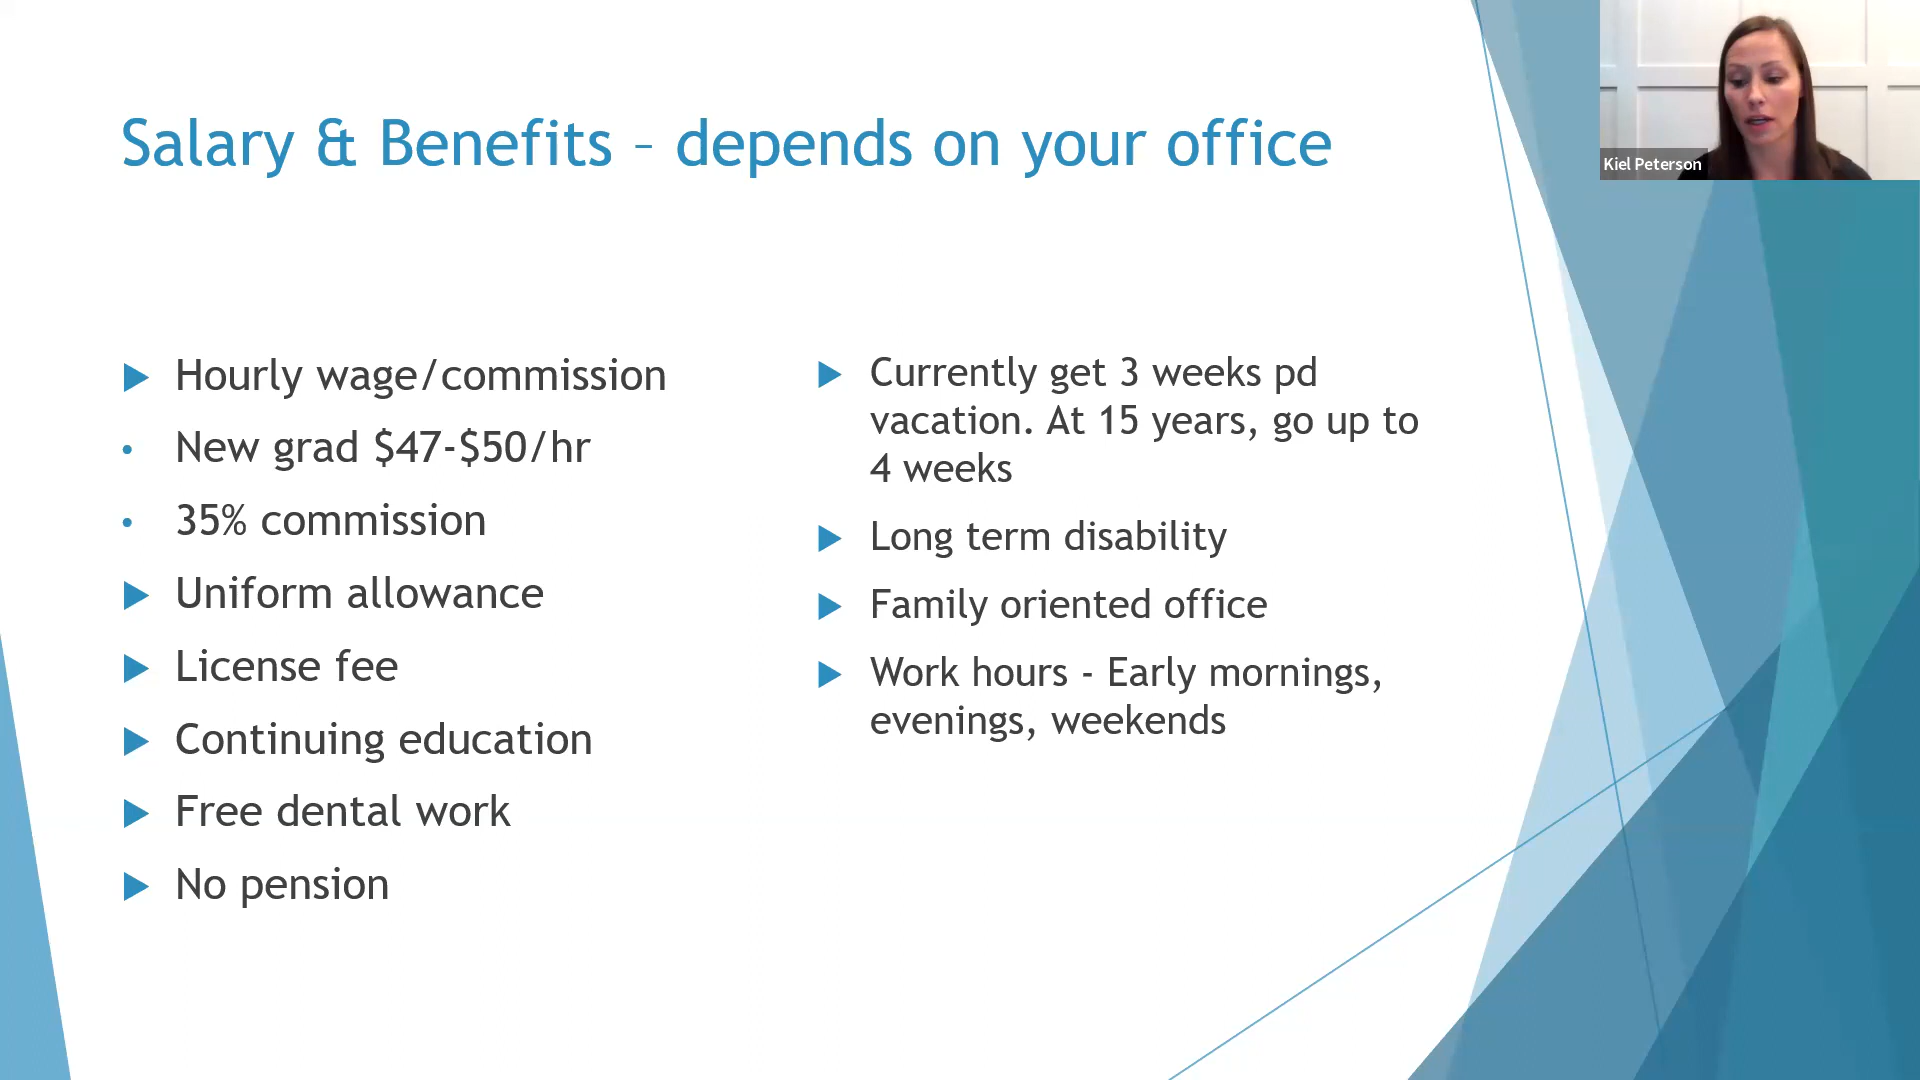 Salary & Benefits – depends on your office
Hourly wage/commission
New grad $47-$50/hr
35% commission
Uniform allowance
License fee
Continuing education
Free dental work
No pension
Currently get 3 weeks pd
vacation. At 15 years, go up to
4 weeks
Long term disability
Family oriented office
Work hours - Early mornings,
evenings, weekends
Kiel Peterson